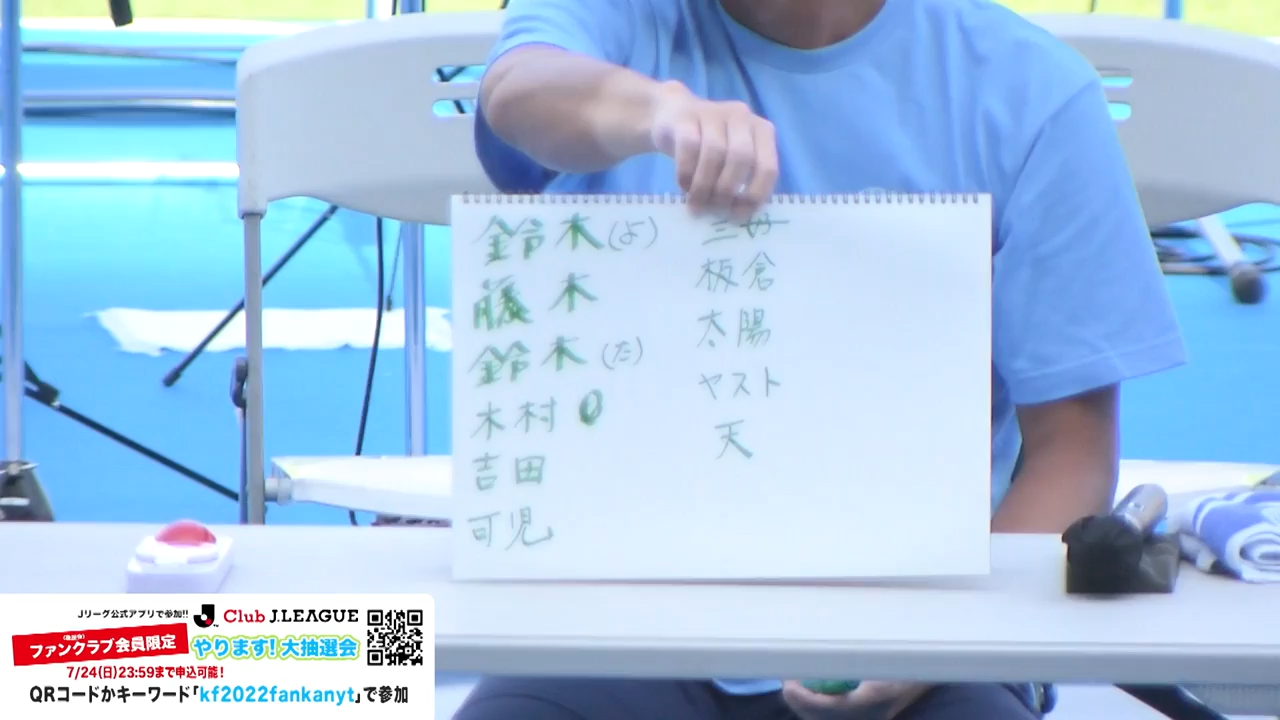 鈴木(よ)
藤木
鈴木(た)
木村
吉田
可児
三好
板倉
太陽
ヤスト
天
Jリーグ公式アプリで参加!!
Club J.LEAGUE
ファンクラブ会員限定
やります!大抽選会
7/24(日)23:59まで申込可能!
QRコードかキーワード「kf2022fankanyt」で参加